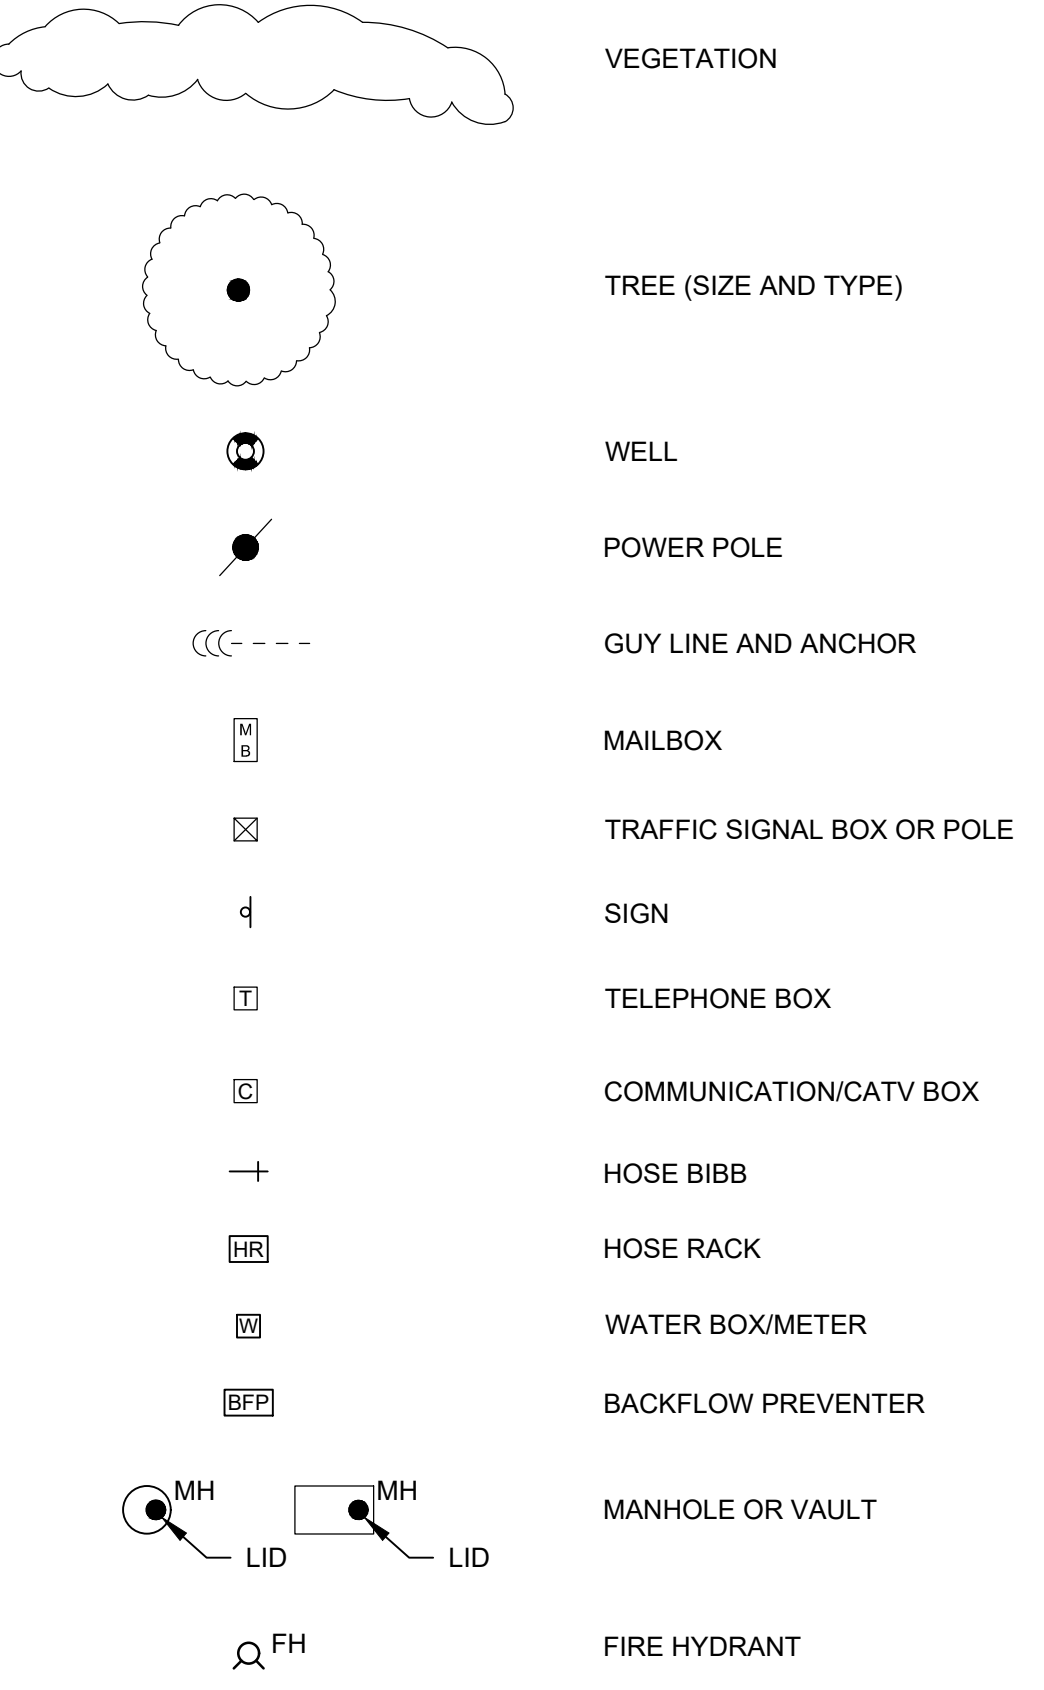 VEGETATION
TREE (SIZE AND TYPE)
WELL
POWER POLE
GUY LINE AND ANCHOR
M
B
MAILBOX
TRAFFIC SIGNAL BOX OR POLE
SIGN
T TELEPHONE BOX
C COMMUNICATION/CATV BOX
HOSE BIBB
HR HOSE RACK
W WATER BOX/METER
BFP BACKFLOW PREVENTER
MH MH
MANHOLE OR VAULT
LID LID
FH FIRE HYDRANT